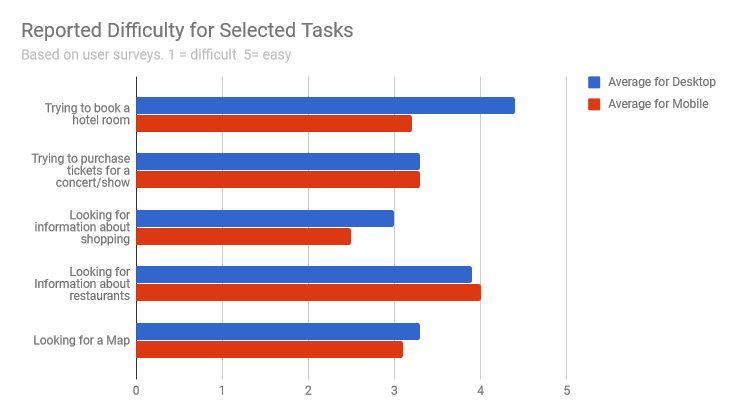 Reported Difficulty for Selected Tasks
Based on user surveys. 1 = difficult  5= easy
Average for Desktop
Average for Mobile
Trying to book a
hotel room
Trying to purchase
tickets for a
concert/show
Looking for
information about
shopping
Looking for
Information about
restaurants
Looking for a Map
0 1 2 3 4 5